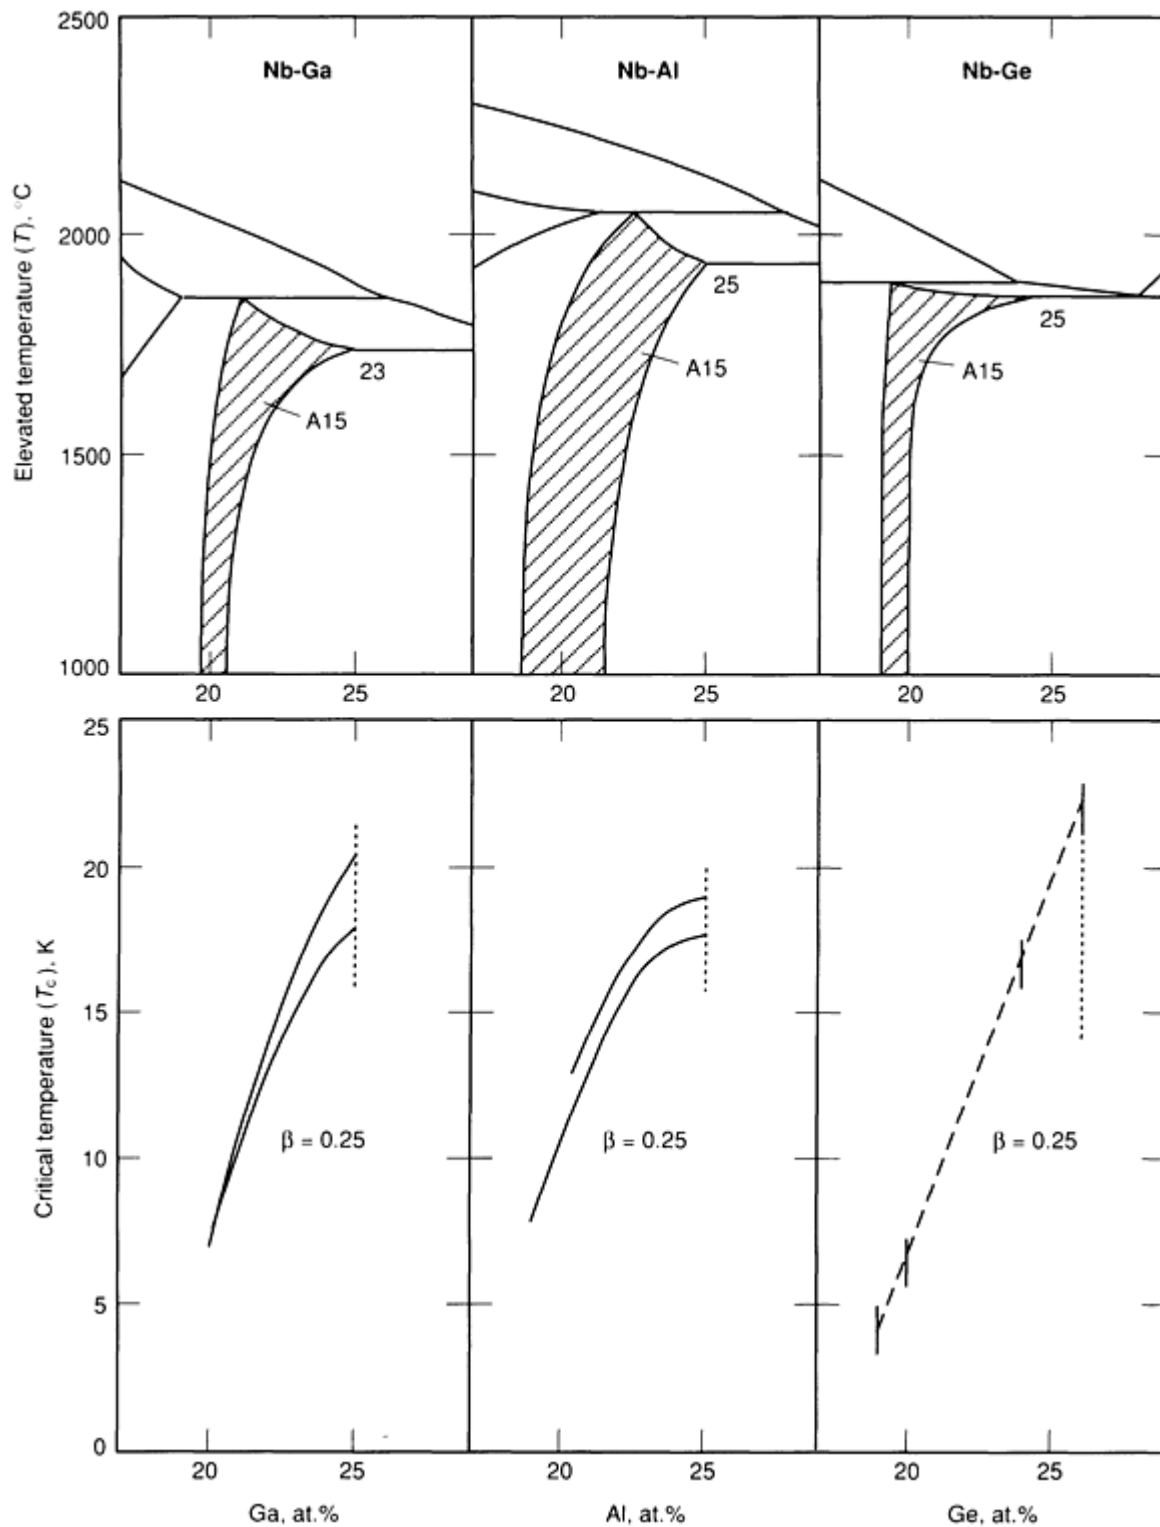 2500
Nb-Ga
Nb-Al
Nb-Ge
Elevated temperature (T), °C
2000
25
25
23
A15
A15
A15
1500
1000
20
25
20
25
20
25
25
20
Critical temperature (Tc), K
15
β = 0.25
β = 0.25
β = 0.25
10
5
0
20
25
20
25
20
25
Ga, at.%
Al, at.%
Ge, at.%